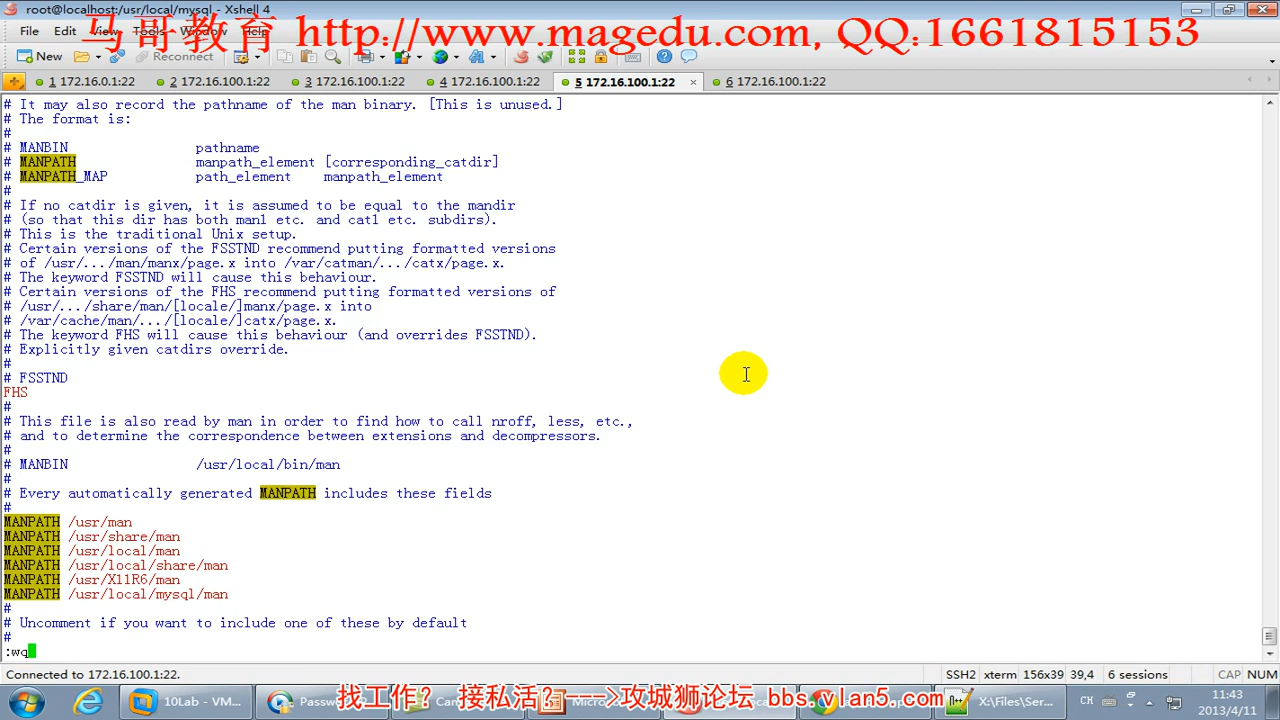 root@localhost:/usr/local/mysql - Xshell 4
File Edit View Tools Window Help
马哥教育 http://www.magedu.com, QQ:1661815153
New Reconnect
1 172.16.0.1:22 2 172.16.100.1:22 3 172.16.100.1:22 4 172.16.100.1:22 5 172.16.100.1:22 × 6 172.16.100.1:22
# It may also record the pathname of the man binary. [This is unused.]
# The format is:
#
# MANBIN pathname
# MANPATH manpath_element [corresponding_catdir]
# MANPATH_MAP path_element manpath_element
#
# If no catdir is given, it is assumed to be equal to the mandir
# (so that this dir has both man1 etc. and cat1 etc. subdirs).
# This is the traditional Unix setup.
# Certain versions of the FSSTND recommend putting formatted versions
# of /usr/.../man/manx/page.x into /var/catman/.../catx/page.x.
# The keyword FSSTND will cause this behaviour.
# Certain versions of the FHS recommend putting formatted versions of
# /usr/.../share/man/[locale/]manx/page.x into
# /var/cache/man/.../[locale/]catx/page.x.
# The keyword FHS will cause this behaviour (and overrides FSSTND).
# Explicitly given catdirs override.
#
# FSSTND
FHS
#
# This file is also read by man in order to find how to call nroff, less, etc.,
# and to determine the correspondence between extensions and decompressors.
#
# MANBIN /usr/local/bin/man
#
# Every automatically generated MANPATH includes these fields
#
MANPATH /usr/man
MANPATH /usr/share/man
MANPATH /usr/local/man
MANPATH /usr/local/share/man
MANPATH /usr/X11R6/man
MANPATH /usr/local/mysql/man
#
# Uncomment if you want to include one of these by default
#
:wq
Connected to 172.16.100.1:22. SSH2 xterm 156x39 39,4 6 sessions CAP NUM
10Lab - VM... X:\Files\Ser... CH 11:43
找工作？ 接私活？--->攻城狮论坛 bbs.vlan5.com
2013/4/11